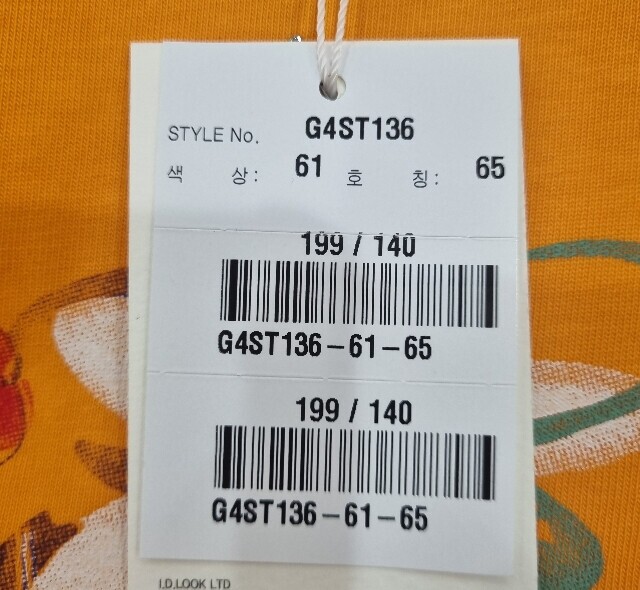 STYLE No. G4ST136
색 상 : 61 호 칭 : 65
199 / 140
G4ST136-61-65
199 / 140
G4ST136-61-65
I.D.LOOK LTD